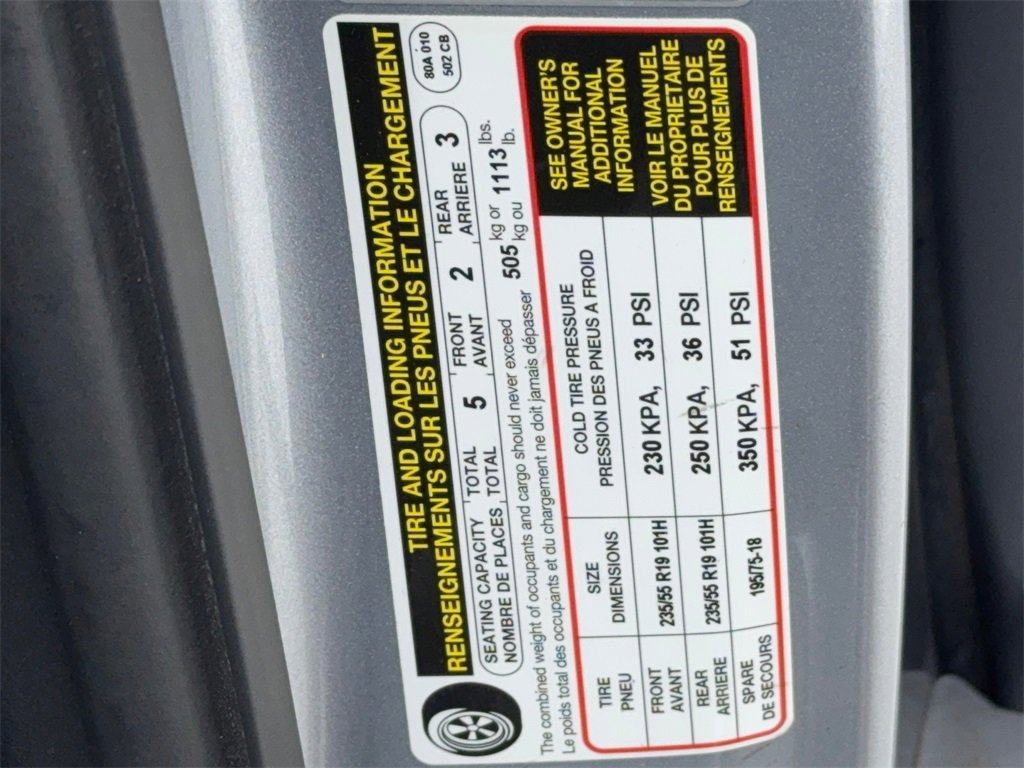 TIRE AND LOADING INFORMATION
RENSEIGNEMENTS SUR LES PNEUS ET LE CHARGEMENT
80A 010
502 CB
SEATING CAPACITY TOTAL 5 FRONT 2 REAR 3
NOMBRE DE PLACES TOTAL AVANT ARRIERE
The combined weight of occupants and cargo should never exceed 505 kg or 1113 lbs.
Le poids total des occupants et du chargement ne doit jamais dépasser kg ou lb.
TIRE SIZE COLD TIRE PRESSURE
PNEU DIMENSIONS PRESSION DES PNEUS A FROID
FRONT 235/55 R19 101H 230 KPA, 33 PSI
AVANT
REAR 235/55 R19 101H 250 KPA, 36 PSI
ARRIERE
SPARE 195/75-18 350 KPA, 51 PSI
DE SECOURS
SEE OWNER'S
MANUAL FOR
ADDITIONAL
INFORMATION
VOIR LE MANUEL
DU PROPRIETAIRE
POUR PLUS DE
RENSEIGNEMENTS